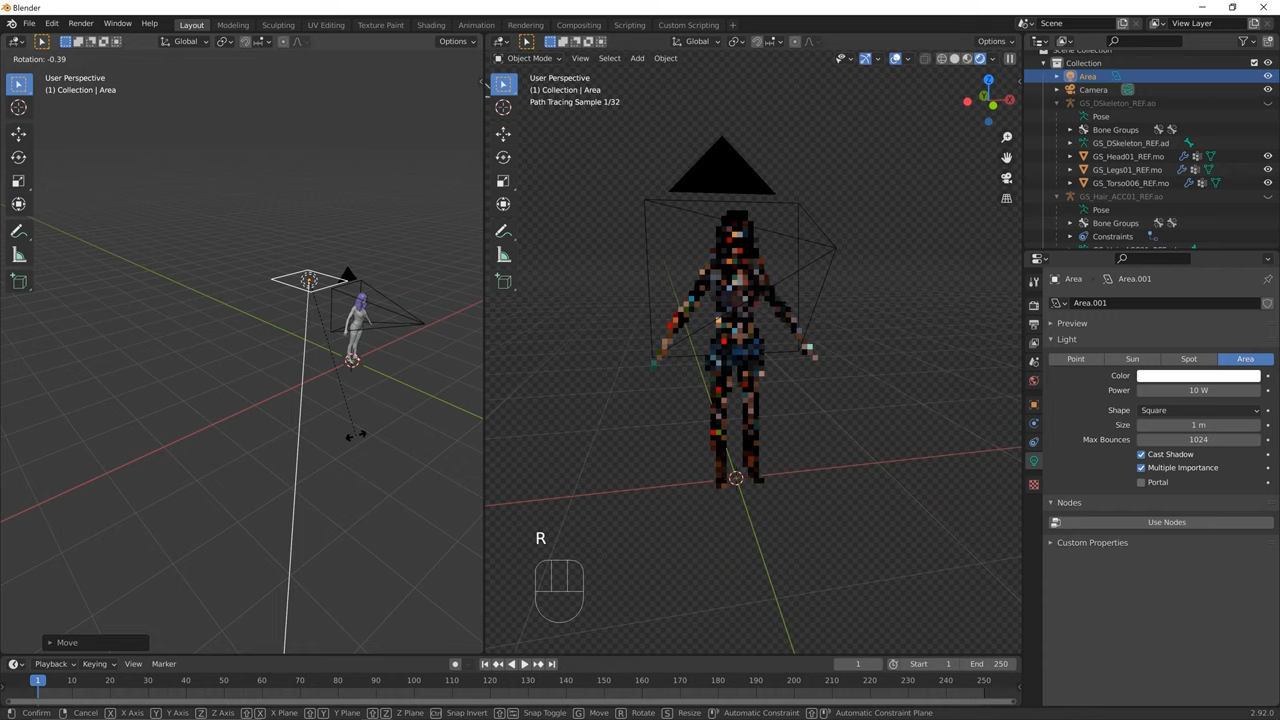 Blender
File Edit Render Window Help Layout Modeling Sculpting UV Editing Texture Paint Shading Animation Rendering Compositing Scripting Custom Scripting + Scene View Layer
Global Options
Rotation: -0.39
User Perspective
(1) Collection | Area
Move
Global Options
Object Mode View Select Add Object
User Perspective
(1) Collection | Area
Path Tracing Sample 1/32
Z
X
Y
R
Scene Collection
Collection
Area
Camera
GS_DSkeleton_REF.ao
Pose
Bone Groups
GS_DSkeleton_REF.ad
GS_Head01_REF.mo
GS_Legs01_REF.mo
GS_Torso006_REF.mo
GS_Hair_ACC01_REF.ao
Pose
Bone Groups
Constraints
Area Area.001
Area.001
Preview
Light
Point Sun Spot Area
Color
Power 10 W
Shape Square
Size 1 m
Max Bounces 1024
Cast Shadow
Multiple Importance
Portal
Nodes
Use Nodes
Custom Properties
Playback Keying View Marker 1 Start 1 End 250
1 10 20 30 40 50 60 70 80 90 100 110 120 130 140 150 160 170 180 190 200 210 220 230 240 250
Confirm Cancel X X Axis Y Y Axis Z Z Axis X X Plane Y Y Plane Z Z Plane Snap Invert Snap Toggle G Move R Rotate S Resize Automatic Constraint Automatic Constraint Plane 2.92.0